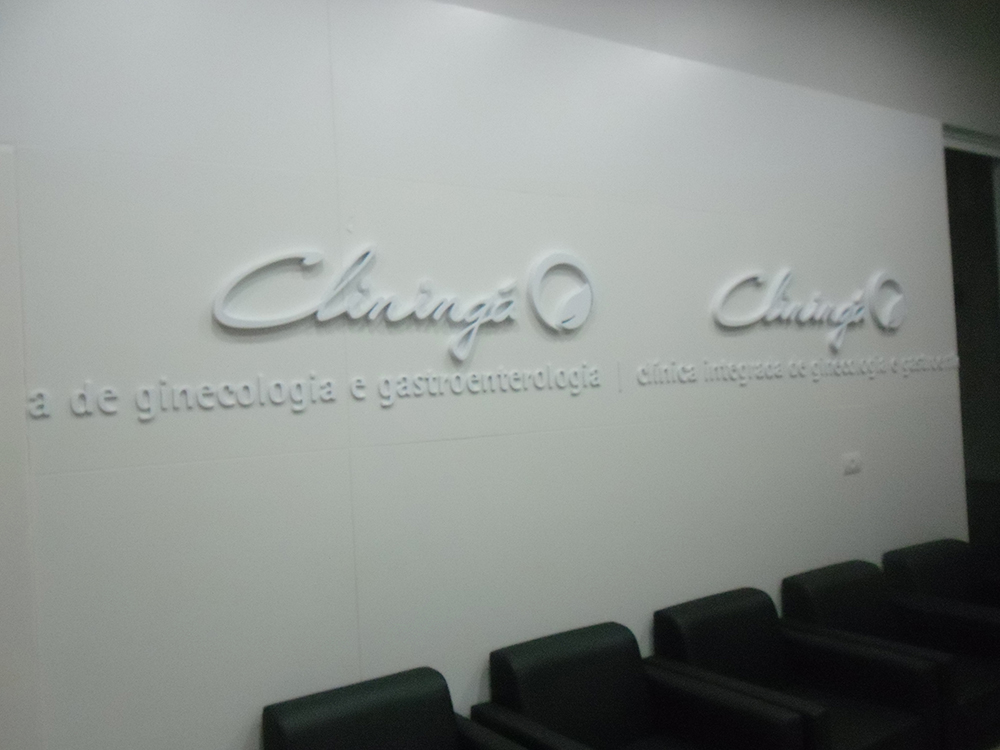 Cliningá Cliningá
a de ginecologia e gastroenterologia | clínica integrada de ginecologia e